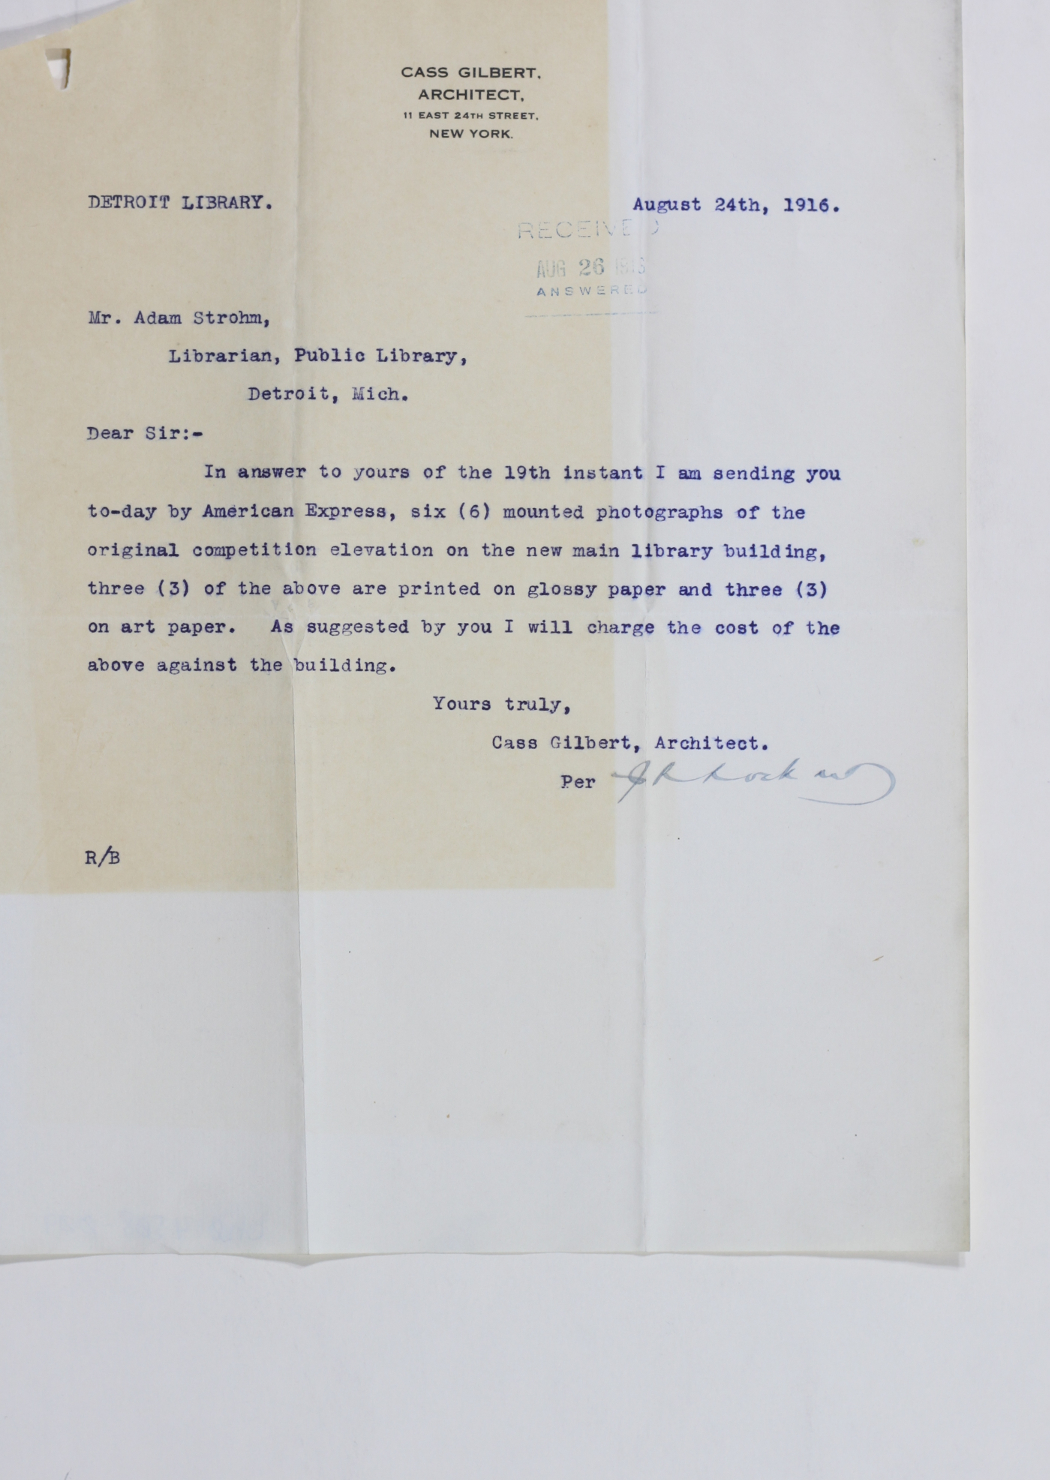 CASS GILBERT,
ARCHITECT,
11 EAST 24TH STREET,
NEW YORK.
DETROIT LIBRARY. August 24th, 1916.
RECEIVED
AUG 26
ANSWERED
Mr. Adam Strohm,
Librarian, Public Library,
Detroit, Mich.
Dear Sir:-
In answer to yours of the 19th instant I am sending you
to-day by American Express, six (6) mounted photographs of the
original competition elevation on the new main library building,
three (3) of the above are printed on glossy paper and three (3)
on art paper. As suggested by you I will charge the cost of the
above against the building.
Yours truly,
Cass Gilbert, Architect.
Per
R/B